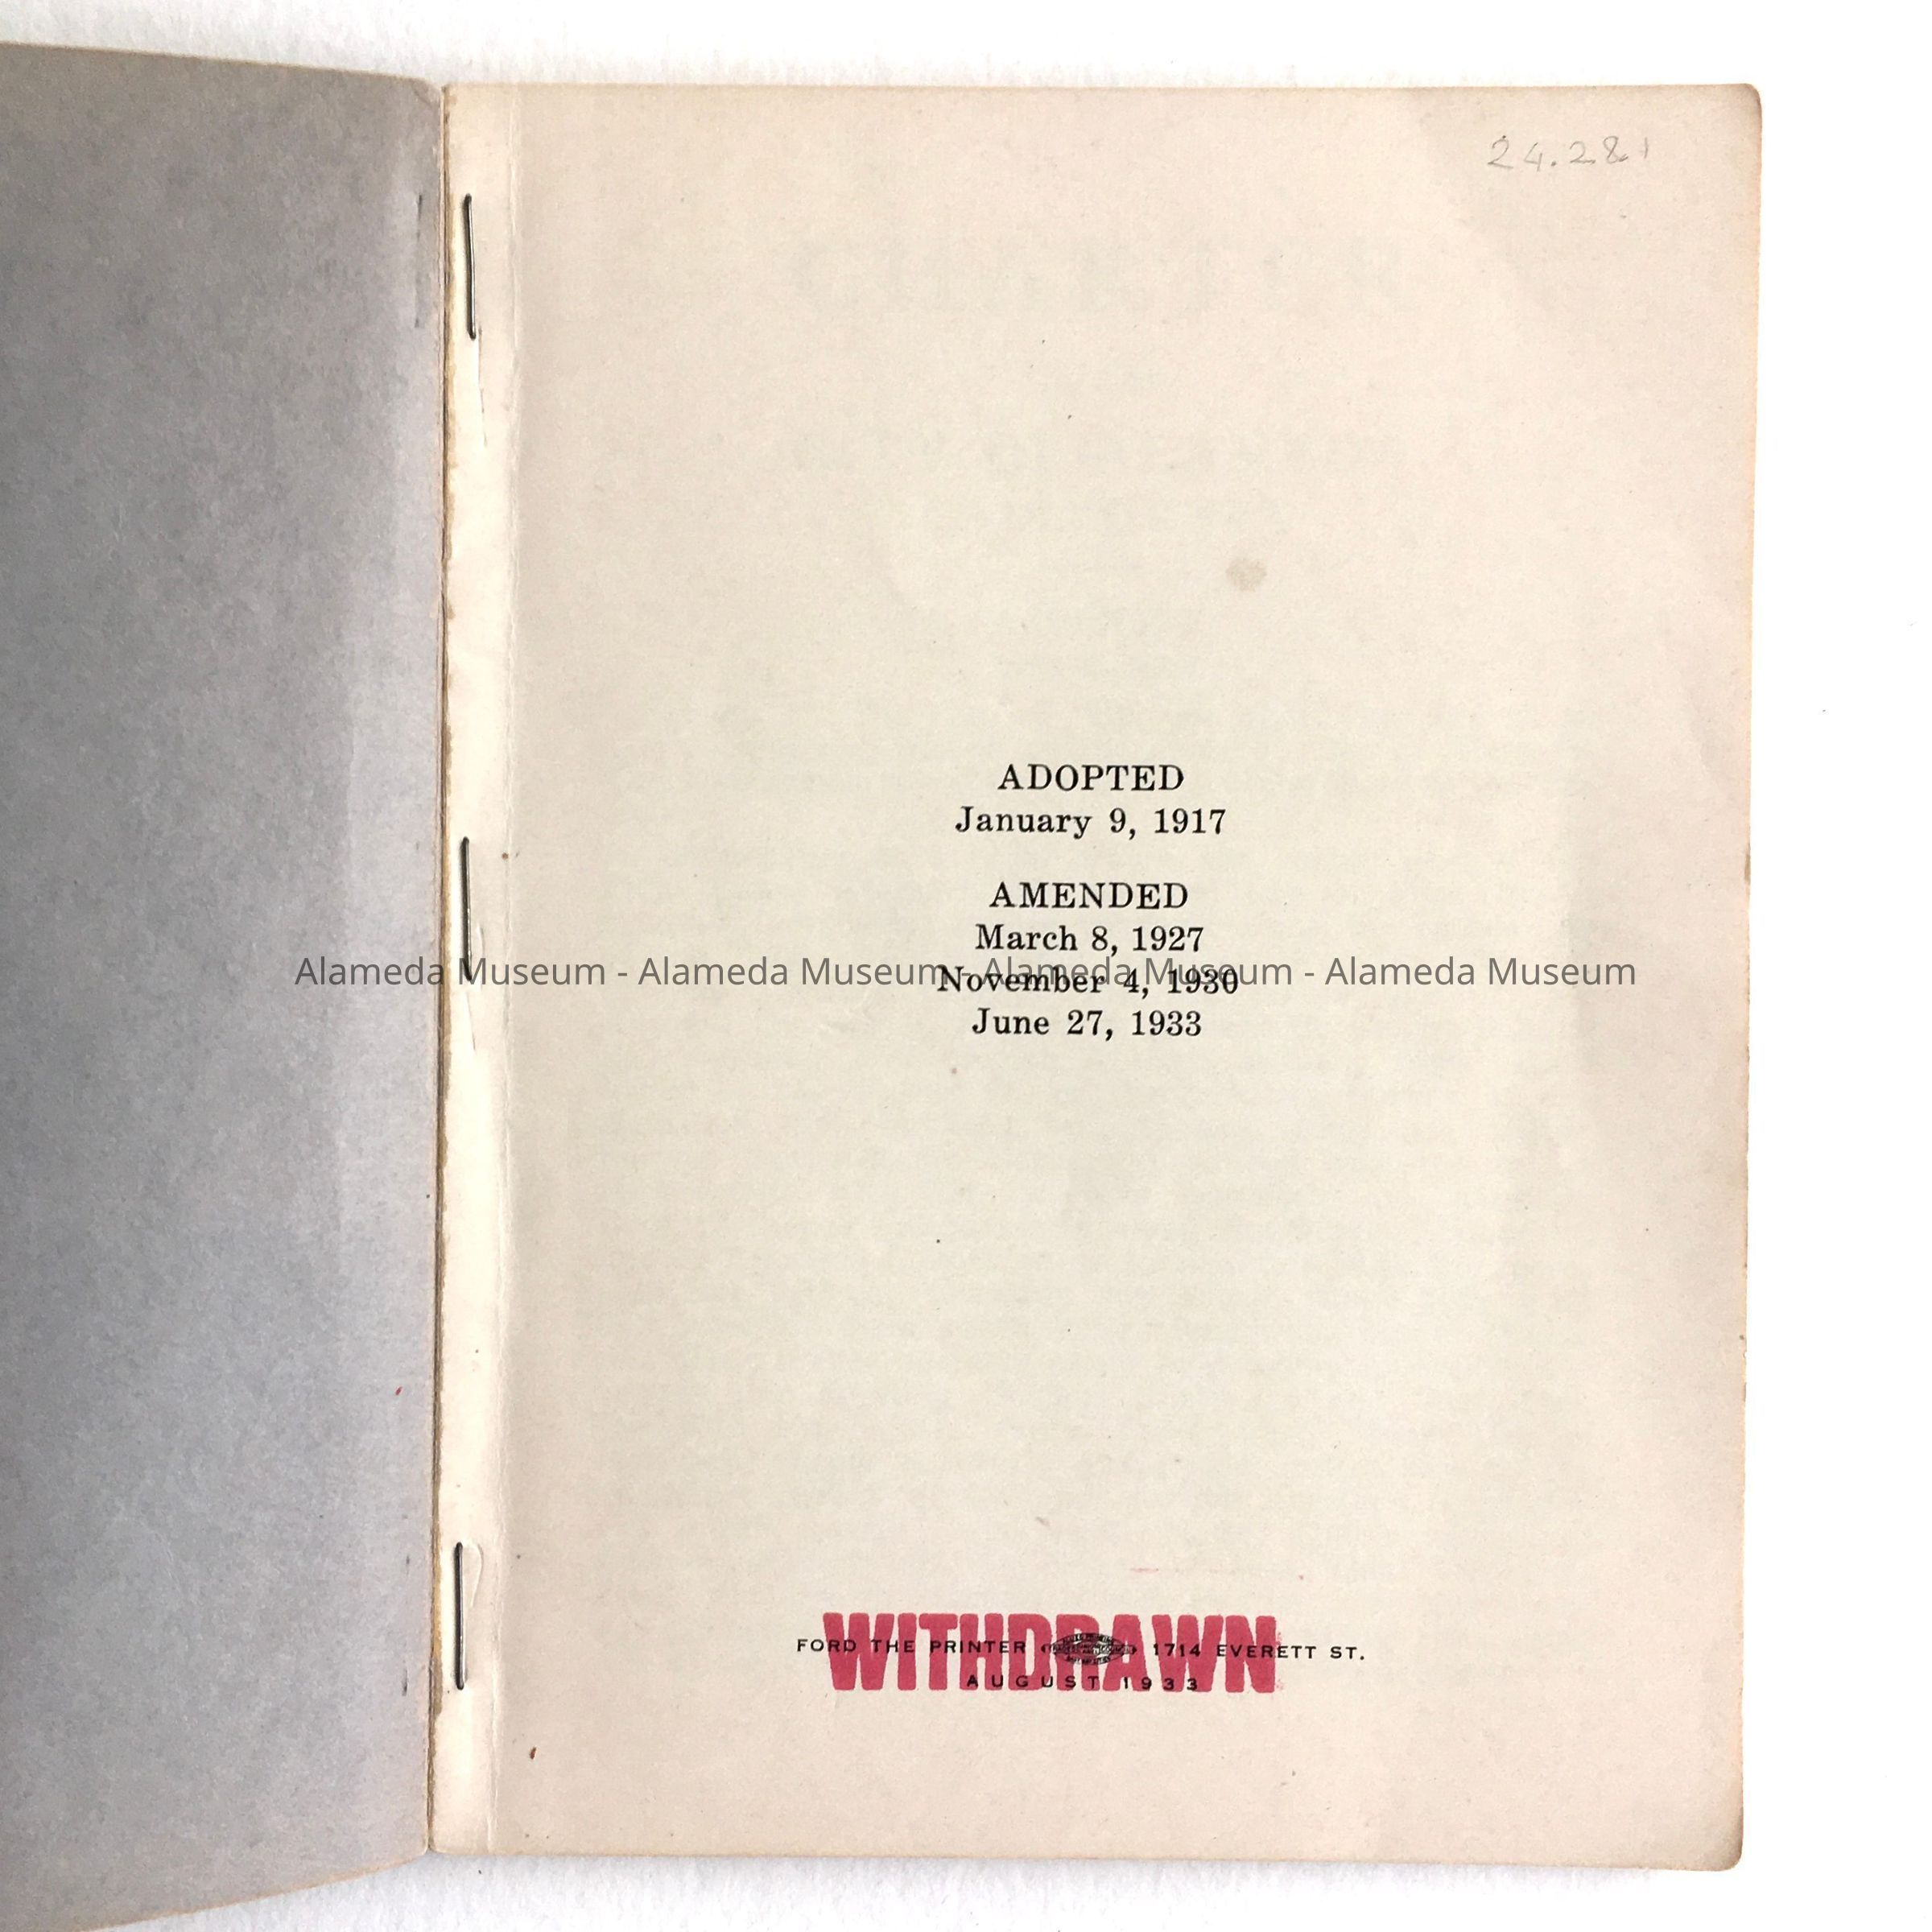 24.281
ADOPTED
January 9, 1917
AMENDED
March 8, 1927
Alameda Museum - Alameda Museum - Alameda Museum - Alameda Museum
November 4, 1930
June 27, 1933
WITHDRAWN
FORD THE PRINTER 1714 EVERETT ST.
AUGUST 1933